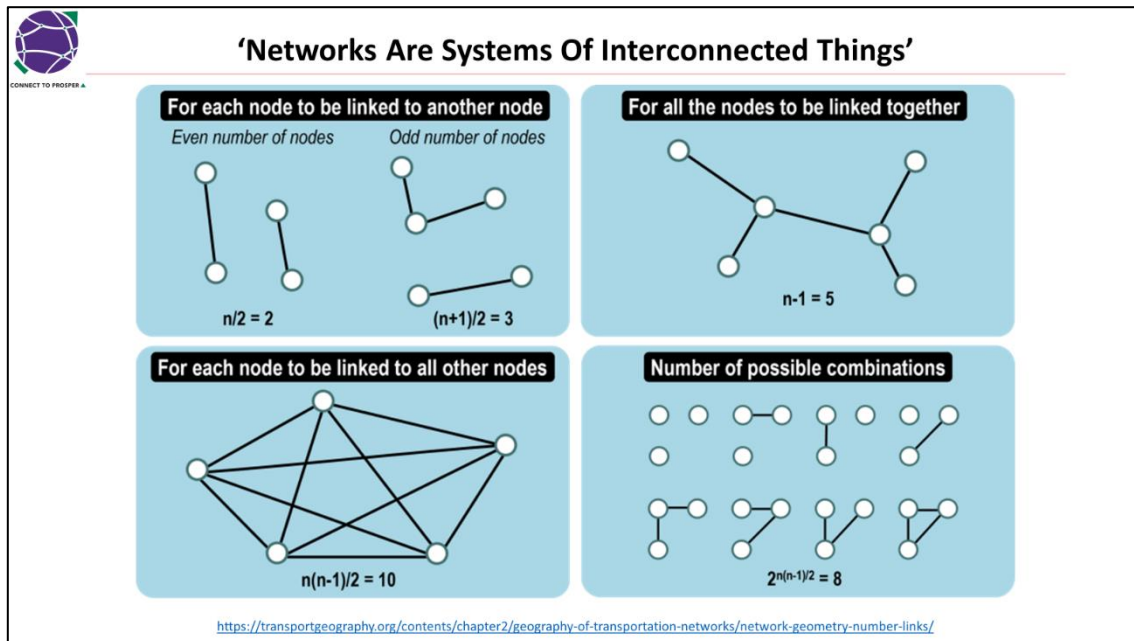 ‘Networks Are Systems Of Interconnected Things’
CONNECT TO PROSPER
For each node to be linked to another node
Even number of nodes
Odd number of nodes
n/2 = 2
(n+1)/2 = 3
For all the nodes to be linked together
n-1 = 5
For each node to be linked to all other nodes
n(n-1)/2 = 10
Number of possible combinations
2^n(n-1)/2 = 8
https://transportgeography.org/contents/chapter2/geography-of-transportation-networks/network-geometry-number-links/